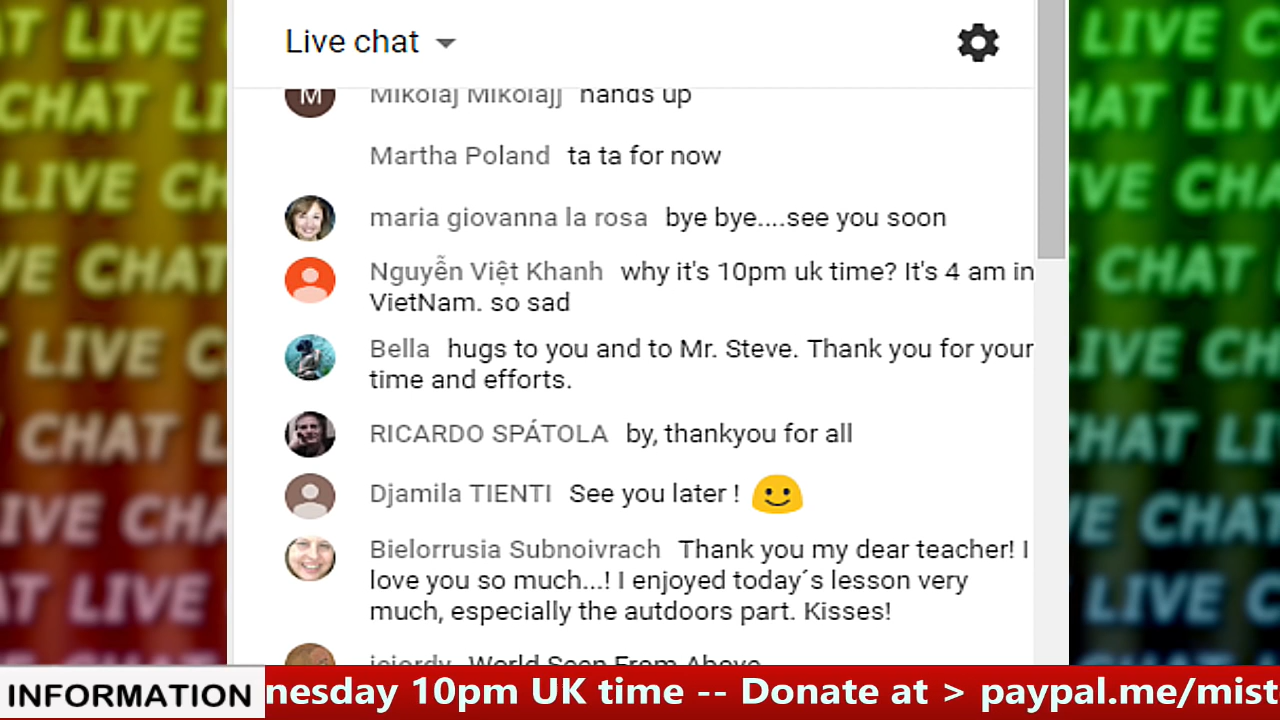 Live chat
M Mikolaj Mikolajj hands up
Martha Poland ta ta for now
maria giovanna la rosa bye bye....see you soon
Nguyễn Việt Khanh why it's 10pm uk time? It's 4 am in
VietNam. so sad
Bella hugs to you and to Mr. Steve. Thank you for your
time and efforts.
RICARDO SPÁTOLA by, thankyou for all
Djamila TIENTI See you later !
Bielorrusia Subnoivrach Thank you my dear teacher! I
love you so much...! I enjoyed today´s lesson very
much, especially the autdoors part. Kisses!
World Seen From Above
INFORMATION nesday 10pm UK time -- Donate at > paypal.me/mist